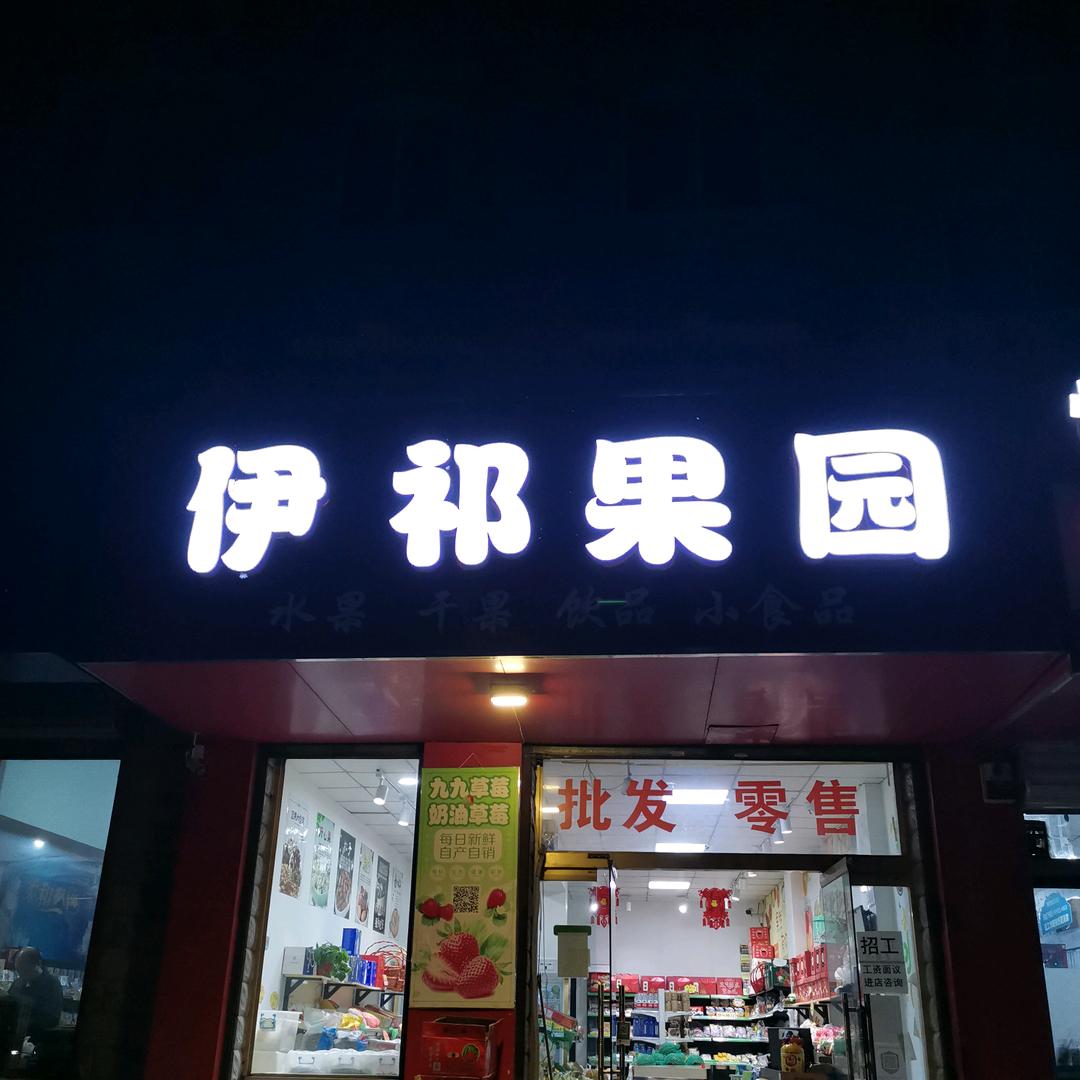 伊祁果园
水果 干果 饮品 小食品
批发 零售
九九草莓
奶油草莓
每日新鲜
自产自销
招工
工资面议
进店咨询